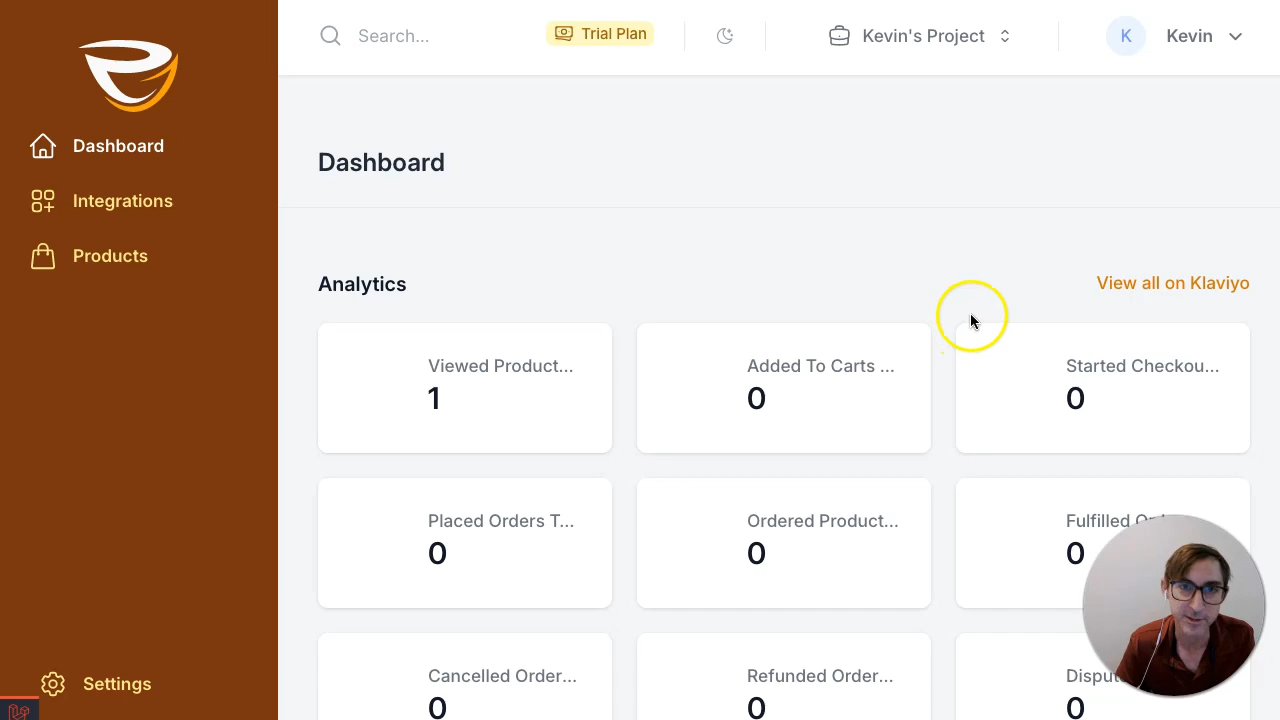 Search...
Trial Plan
Kevin's Project
K
Kevin
Dashboard
Integrations
Products
Settings
Dashboard
Analytics
View all on Klaviyo
Viewed Product...
1
Added To Carts ...
0
Started Checkou...
0
Placed Orders T...
0
Ordered Product...
0
Fulfilled
0
Cancelled Order...
0
Refunded Order...
0
0